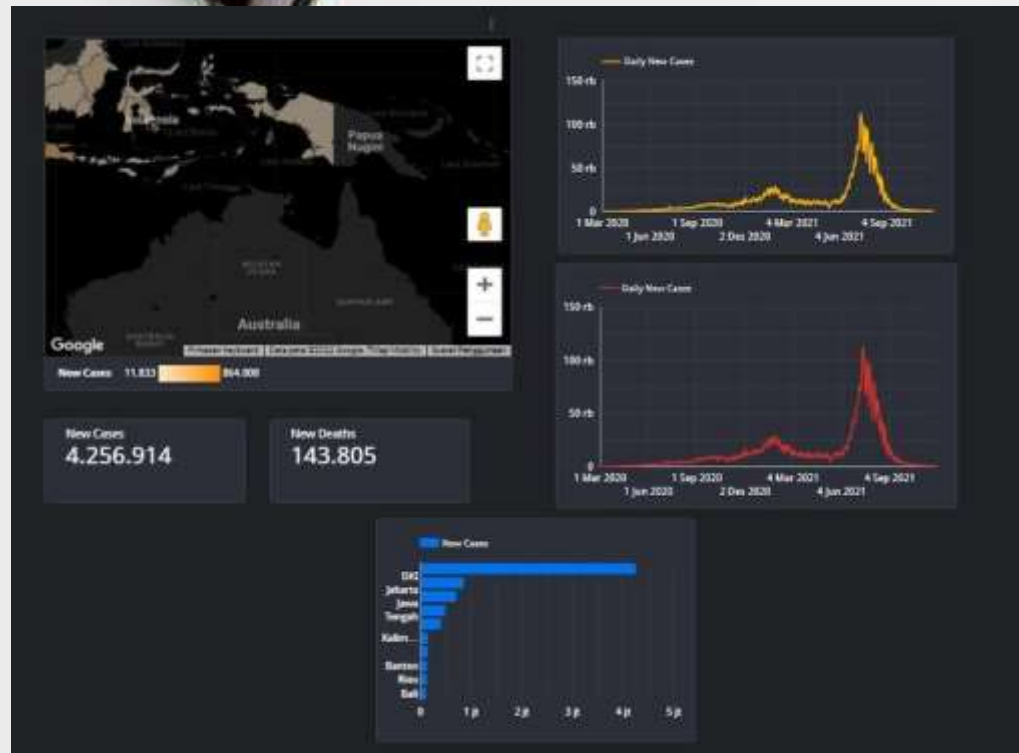 Papua
Nugini
Australia
Google
New Cases 11.833 864.000
New Cases
4.256.914
New Deaths
143.805
Daily New Cases
150 rb
100 rb
50 rb
0
1 Mar 2020 1 Sep 2020 4 Mar 2021 4 Sep 2021
1 Jun 2020 2 Des 2020 4 Jun 2021
Daily New Cases
150 rb
100 rb
50 rb
0
1 Mar 2020 1 Sep 2020 4 Mar 2021 4 Sep 2021
1 Jun 2020 2 Des 2020 4 Jun 2021
New Cases
DKI
Jakarta
Jawa
Tengah
Kalim...
Banten
Riau
Bali
0 1 jt 2 jt 3 jt 4 jt 5 jt